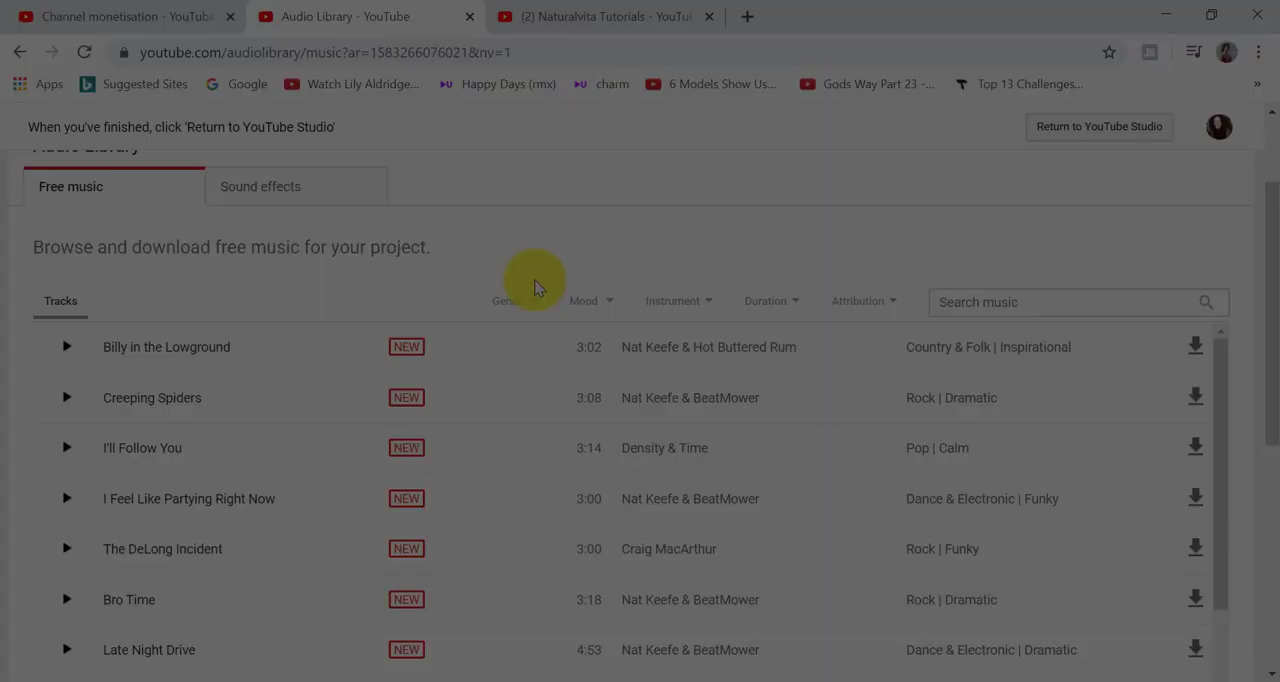 Channel monetisation - YouTube
Audio Library - YouTube
(2) Naturalvita Tutorials - YouTu
youtube.com/audiolibrary/music?ar=1583266076021&nv=1
Apps
Suggested Sites
Google
Watch Lily Aldridge...
Happy Days (rmx)
charm
6 Models Show Us...
Gods Way Part 23 -...
Top 13 Challenges...
When you've finished, click 'Return to YouTube Studio'
Return to YouTube Studio
Audio Library
Free music
Sound effects
Browse and download free music for your project.
Tracks
Genre
Mood
Instrument
Duration
Attribution
Search music
Billy in the Lowground NEW 3:02 Nat Keefe & Hot Buttered Rum Country & Folk | Inspirational
Creeping Spiders NEW 3:08 Nat Keefe & BeatMower Rock | Dramatic
I'll Follow You NEW 3:14 Density & Time Pop | Calm
I Feel Like Partying Right Now NEW 3:00 Nat Keefe & BeatMower Dance & Electronic | Funky
The DeLong Incident NEW 3:00 Craig MacArthur Rock | Funky
Bro Time NEW 3:18 Nat Keefe & BeatMower Rock | Dramatic
Late Night Drive NEW 4:53 Nat Keefe & BeatMower Dance & Electronic | Dramatic